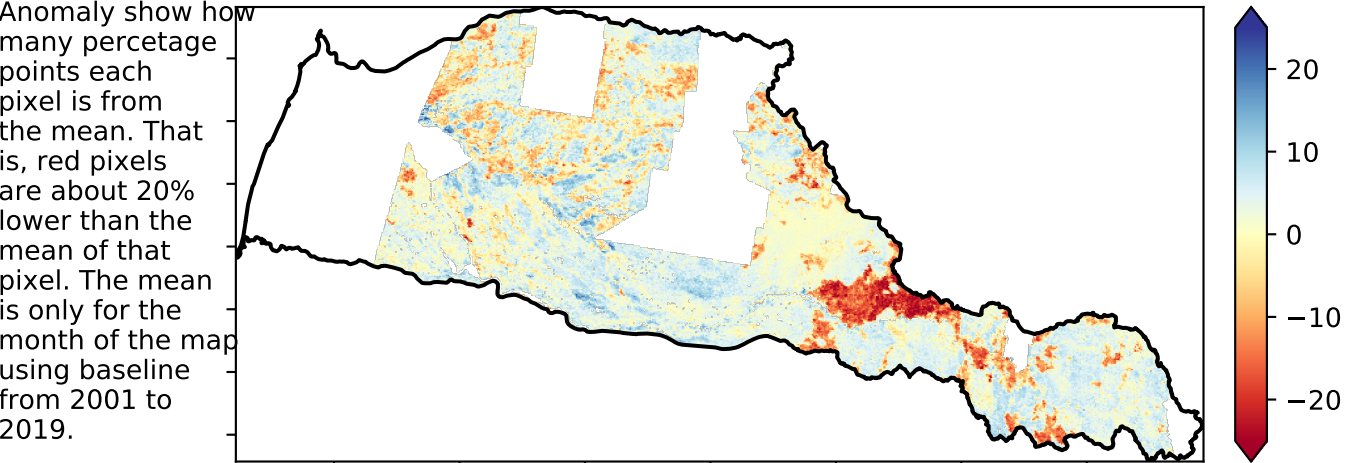 Anomaly show how
many percetage
points each
pixel is from
the mean. That
is, red pixels
are about 20%
lower than the
mean of that
pixel. The mean
is only for the
month of the map
using baseline
from 2001 to
2019.
20
10
0
−10
−20